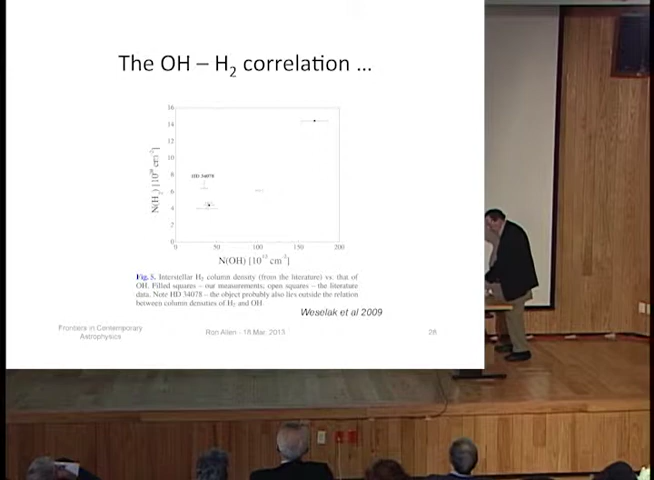 The OH – H2 correlation ...
16
14
12
10
8
6
4
2
0
N(H2) [10^20 cm^-2]
HD 34078
0 50 100 150 200
N(OH) [10^12 cm^-2]
Fig. 5. Interstellar H2 column density (from the literature) vs. that of
OH. Filled squares – our measurements; open squares – the literature
data. Note HD 34078 – the object probably also lies outside the relation
between column densities of H2 and OH.
Weselak et al 2009
Frontiers in Contemporary
Astrophysics
Ron Allen - 18 Mar. 2013
28